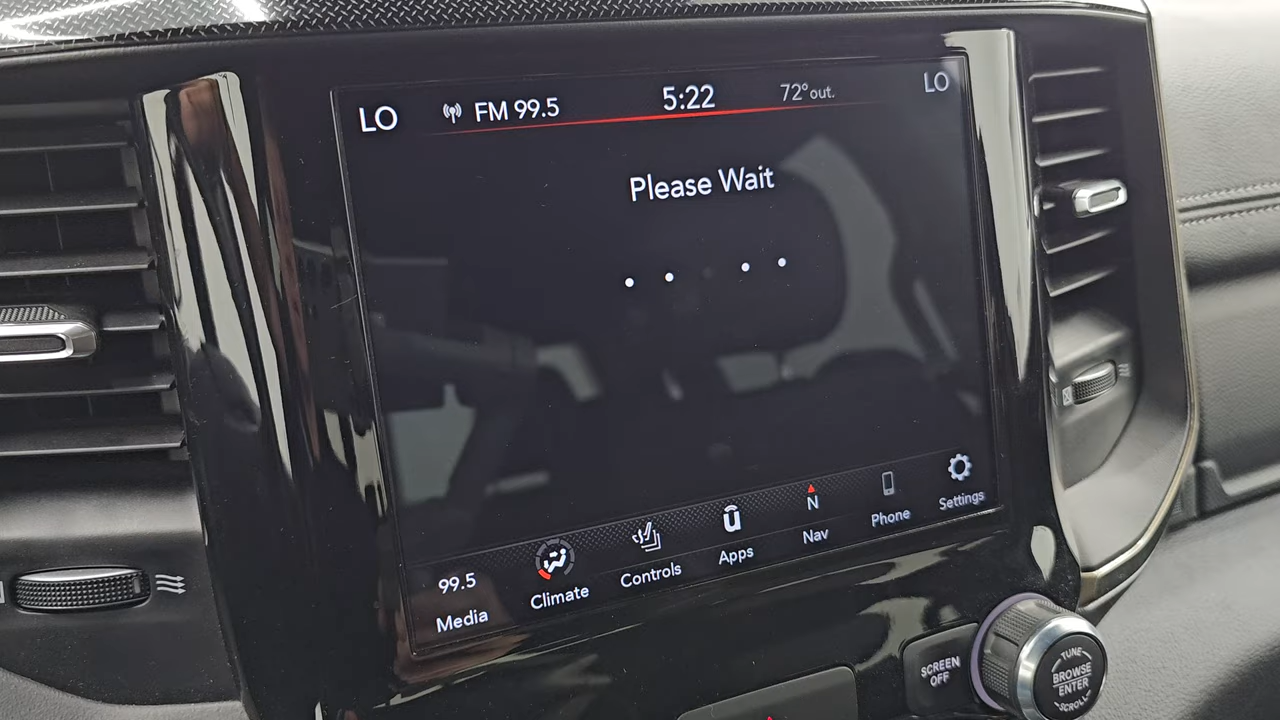 LO FM 99.5 5:22 72° out. LO
Please Wait
99.5
Media Climate Controls Apps N Nav Phone Settings
SCREEN
OFF
TUNE
BROWSE
ENTER
SCROLL